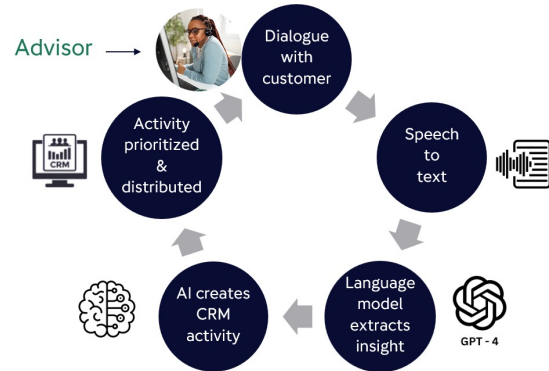 Advisor
Dialogue
with
customer
Speech
to
text
Language
model
extracts
insight
GPT - 4
AI creates
CRM
activity
Activity
prioritized
&
distributed
CRM